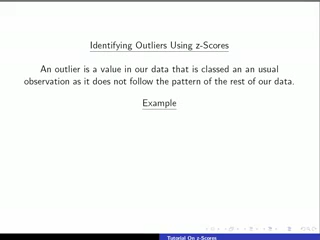 Identifying Outliers Using z-Scores
An outlier is a value in our data that is classed an an usual
observation as it does not follow the pattern of the rest of our data.
Example
Tutorial On z-Scores